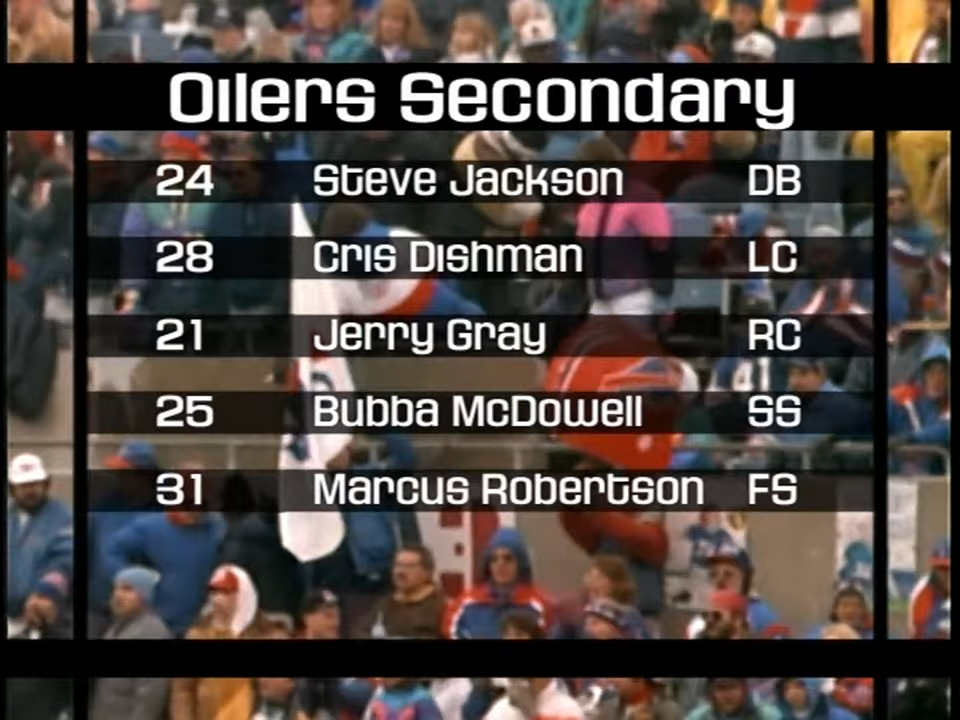 Oilers Secondary
24 Steve Jackson DB
28 Cris Dishman LC
21 Jerry Gray RC
25 Bubba McDowell SS
31 Marcus Robertson FS
41